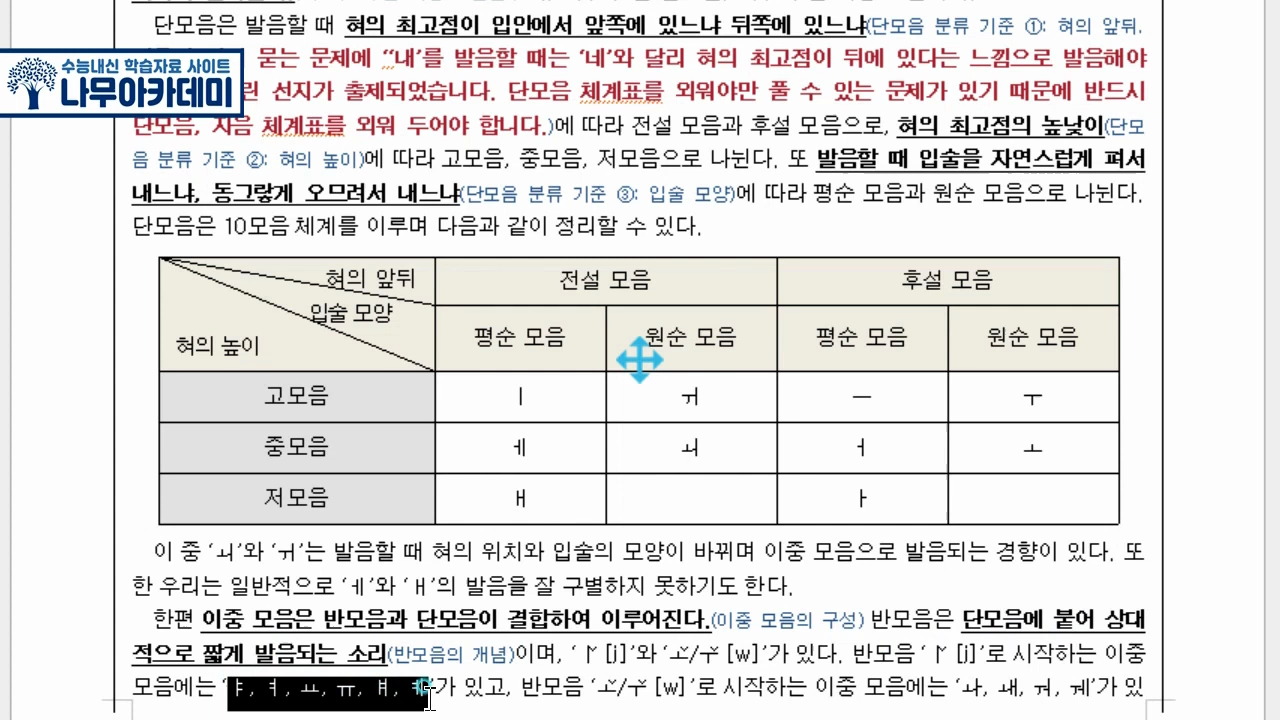 단모음은 발음할 때 혀의 최고점이 입안에서 앞쪽에 있느냐 뒤쪽에 있느냐(단모음 분류 기준 ①: 혀의 앞뒤.
수능내신 학습자료 사이트
나무아카데미
묻는 문제에 “내’를 발음할 때는 ‘네’와 달리 혀의 최고점이 뒤에 있다는 느낌으로 발음해야
린 선지가 출제되었습니다. 단모음 체계표를 외워야만 풀 수 있는 문제가 있기 때문에 반드시
단모음, 자음 체계표를 외워 두어야 합니다.)에 따라 전설 모음과 후설 모음으로, 혀의 최고점의 높낮이(단모
음 분류 기준 ②: 혀의 높이)에 따라 고모음, 중모음, 저모음으로 나뉜다. 또 발음할 때 입술을 자연스럽게 펴서
내느냐, 동그랗게 오므려서 내느냐(단모음 분류 기준 ③: 입술 모양)에 따라 평순 모음과 원순 모음으로 나뉜다.
단모음은 10모음 체계를 이루며 다음과 같이 정리할 수 있다.
혀의 앞뒤 전설 모음 후설 모음
입술 모양
혀의 높이 평순 모음 원순 모음 평순 모음 원순 모음
고모음 ㅣ ㅟ ㅡ ㅜ
중모음 ㅔ ㅚ ㅓ ㅗ
저모음 ㅐ ㅏ
이 중 ‘ㅚ’와 ‘ㅟ’는 발음할 때 혀의 위치와 입술의 모양이 바뀌며 이중 모음으로 발음되는 경향이 있다. 또
한 우리는 일반적으로 ‘ㅔ’와 ‘ㅐ’의 발음을 잘 구별하지 못하기도 한다.
한편 이중 모음은 반모음과 단모음이 결합하여 이루어진다.(이중 모음의 구성) 반모음은 단모음에 붙어 상대
적으로 짧게 발음되는 소리(반모음의 개념)이며, ‘ㅣ̆ [j]’와 ‘ㅗ̆/ㅜ̆ [w]’가 있다. 반모음 ‘ㅣ̆ [j]’로 시작하는 이중
모음에는 ‘ㅑ, ㅕ, ㅛ, ㅠ, ㅒ, 가 있고, 반모음 ‘ㅗ̆/ㅜ̆ [w]’로 시작하는 이중 모음에는 ‘ㅘ, ㅙ, ㅝ, ㅞ’가 있